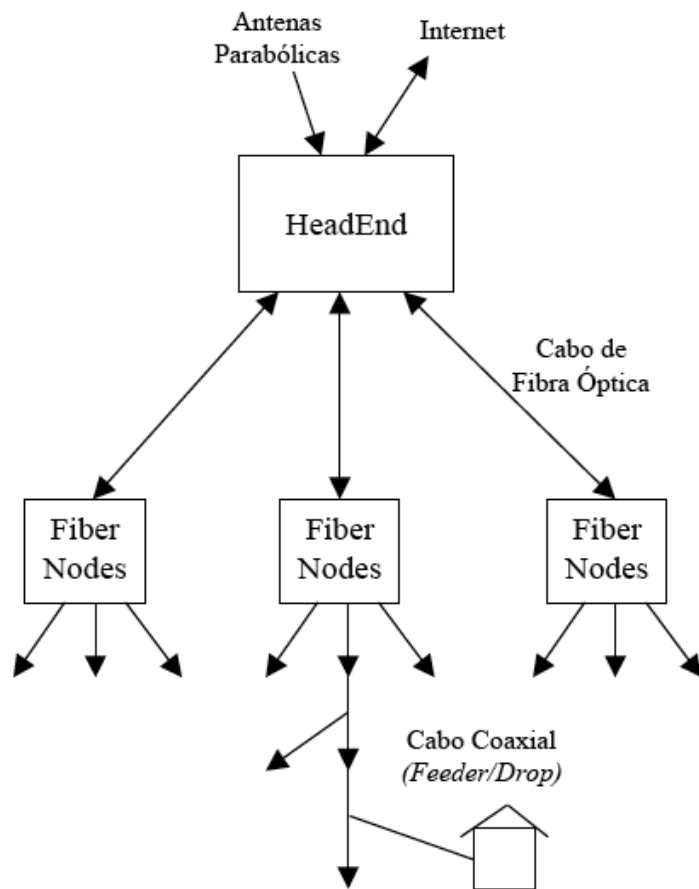 Antenas
Parabólicas
Internet
HeadEnd
Cabo de
Fibra Óptica
Fiber
Nodes
Fiber
Nodes
Fiber
Nodes
Cabo Coaxial
(Feeder/Drop)